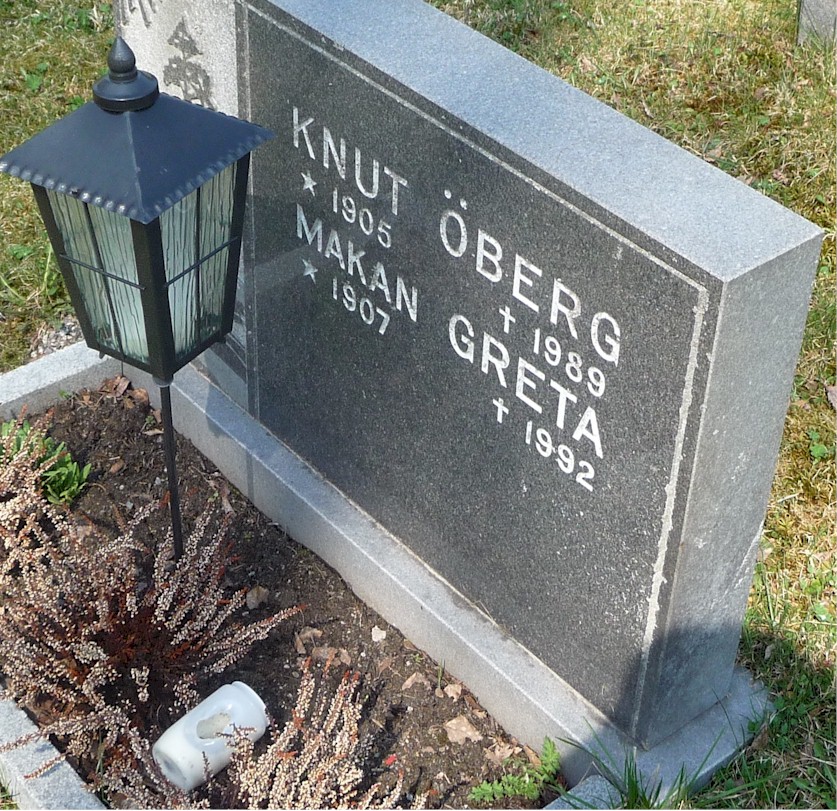 KNUT ÖBERG
★ 1905 ✝ 1989
MAKAN GRETA
★ 1907 ✝ 1992